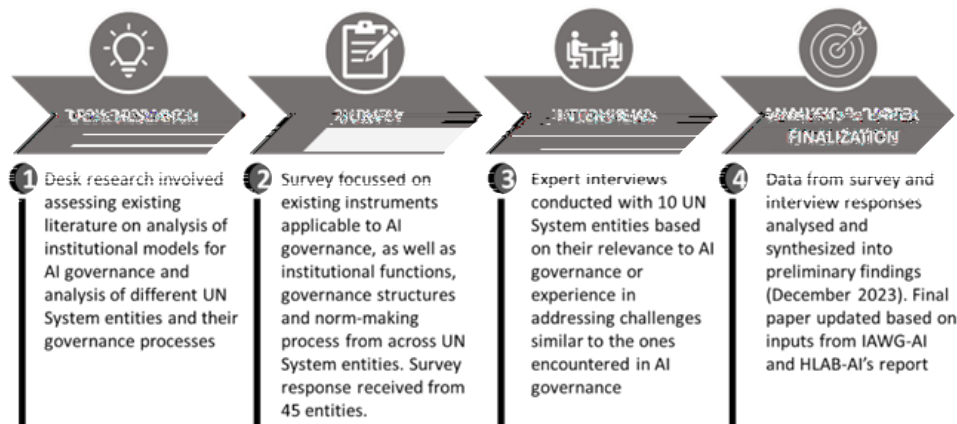 DESK RESEARCH
SURVEY
INTERVIEWS
ANALYSIS & PAPER
FINALIZATION
1
Desk research involved
assessing existing
literature on analysis of
institutional models for
AI governance and
analysis of different UN
System entities and their
governance processes
2
Survey focussed on
existing instruments
applicable to AI
governance, as well as
institutional functions,
governance structures
and norm-making
process from across UN
System entities. Survey
response received from
45 entities.
3
Expert interviews
conducted with 10 UN
System entities based
on their relevance to AI
governance or
experience in
addressing challenges
similar to the ones
encountered in AI
governance
4
Data from survey and
interview responses
analysed and
synthesized into
preliminary findings
(December 2023). Final
paper updated based on
inputs from IAWG-AI
and HLAB-AI's report